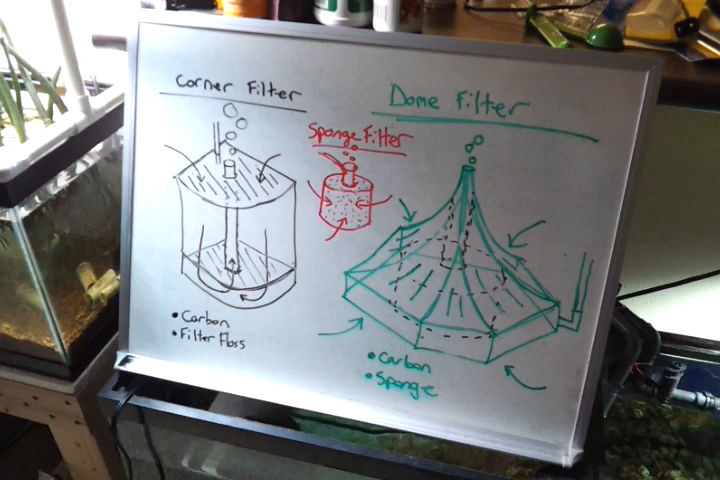 Corner Filter
• Carbon
• Filter Floss
Sponge Filter
Dome Filter
• Carbon
• Sponge